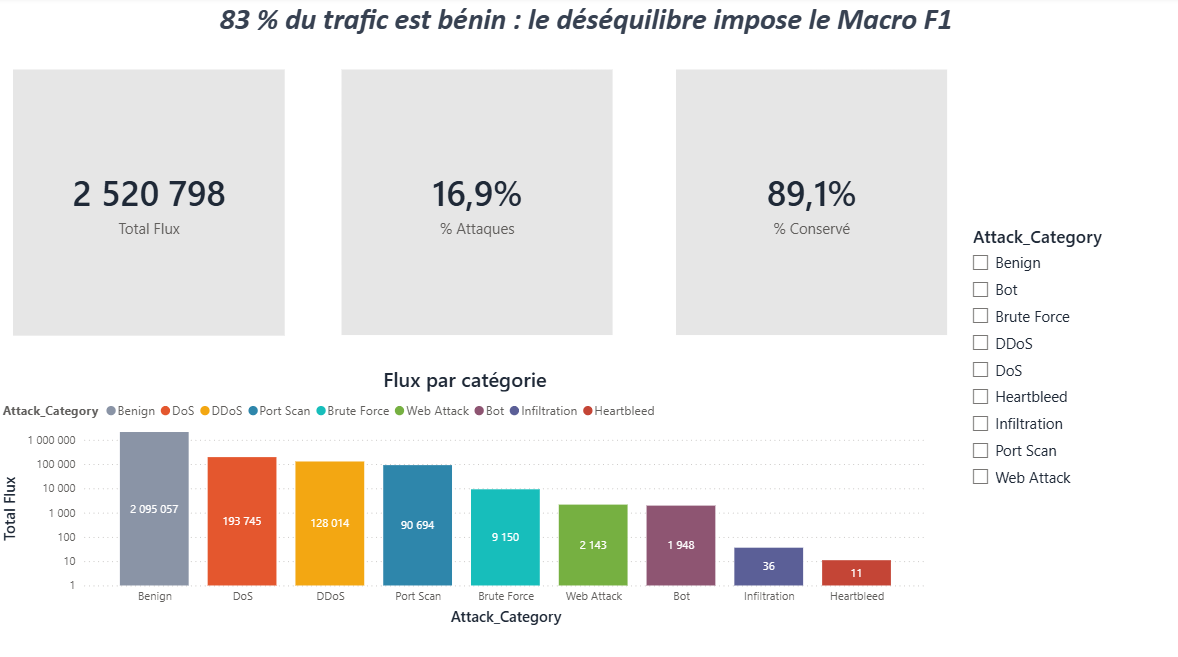 83 % du trafic est bénin : le déséquilibre impose le Macro F1
2 520 798
Total Flux
16,9%
% Attaques
89,1%
% Conservé
Attack_Category
Benign
Bot
Brute Force
DDoS
DoS
Heartbleed
Infiltration
Port Scan
Web Attack
Flux par catégorie
Attack_Category Benign DoS DDoS Port Scan Brute Force Web Attack Bot Infiltration Heartbleed
Total Flux
1 000 000
100 000
10 000
1 000
100
10
1
2 095 057
193 745
128 014
90 694
9 150
2 143
1 948
36
11
Benign DoS DDoS Port Scan Brute Force Web Attack Bot Infiltration Heartbleed
Attack_Category